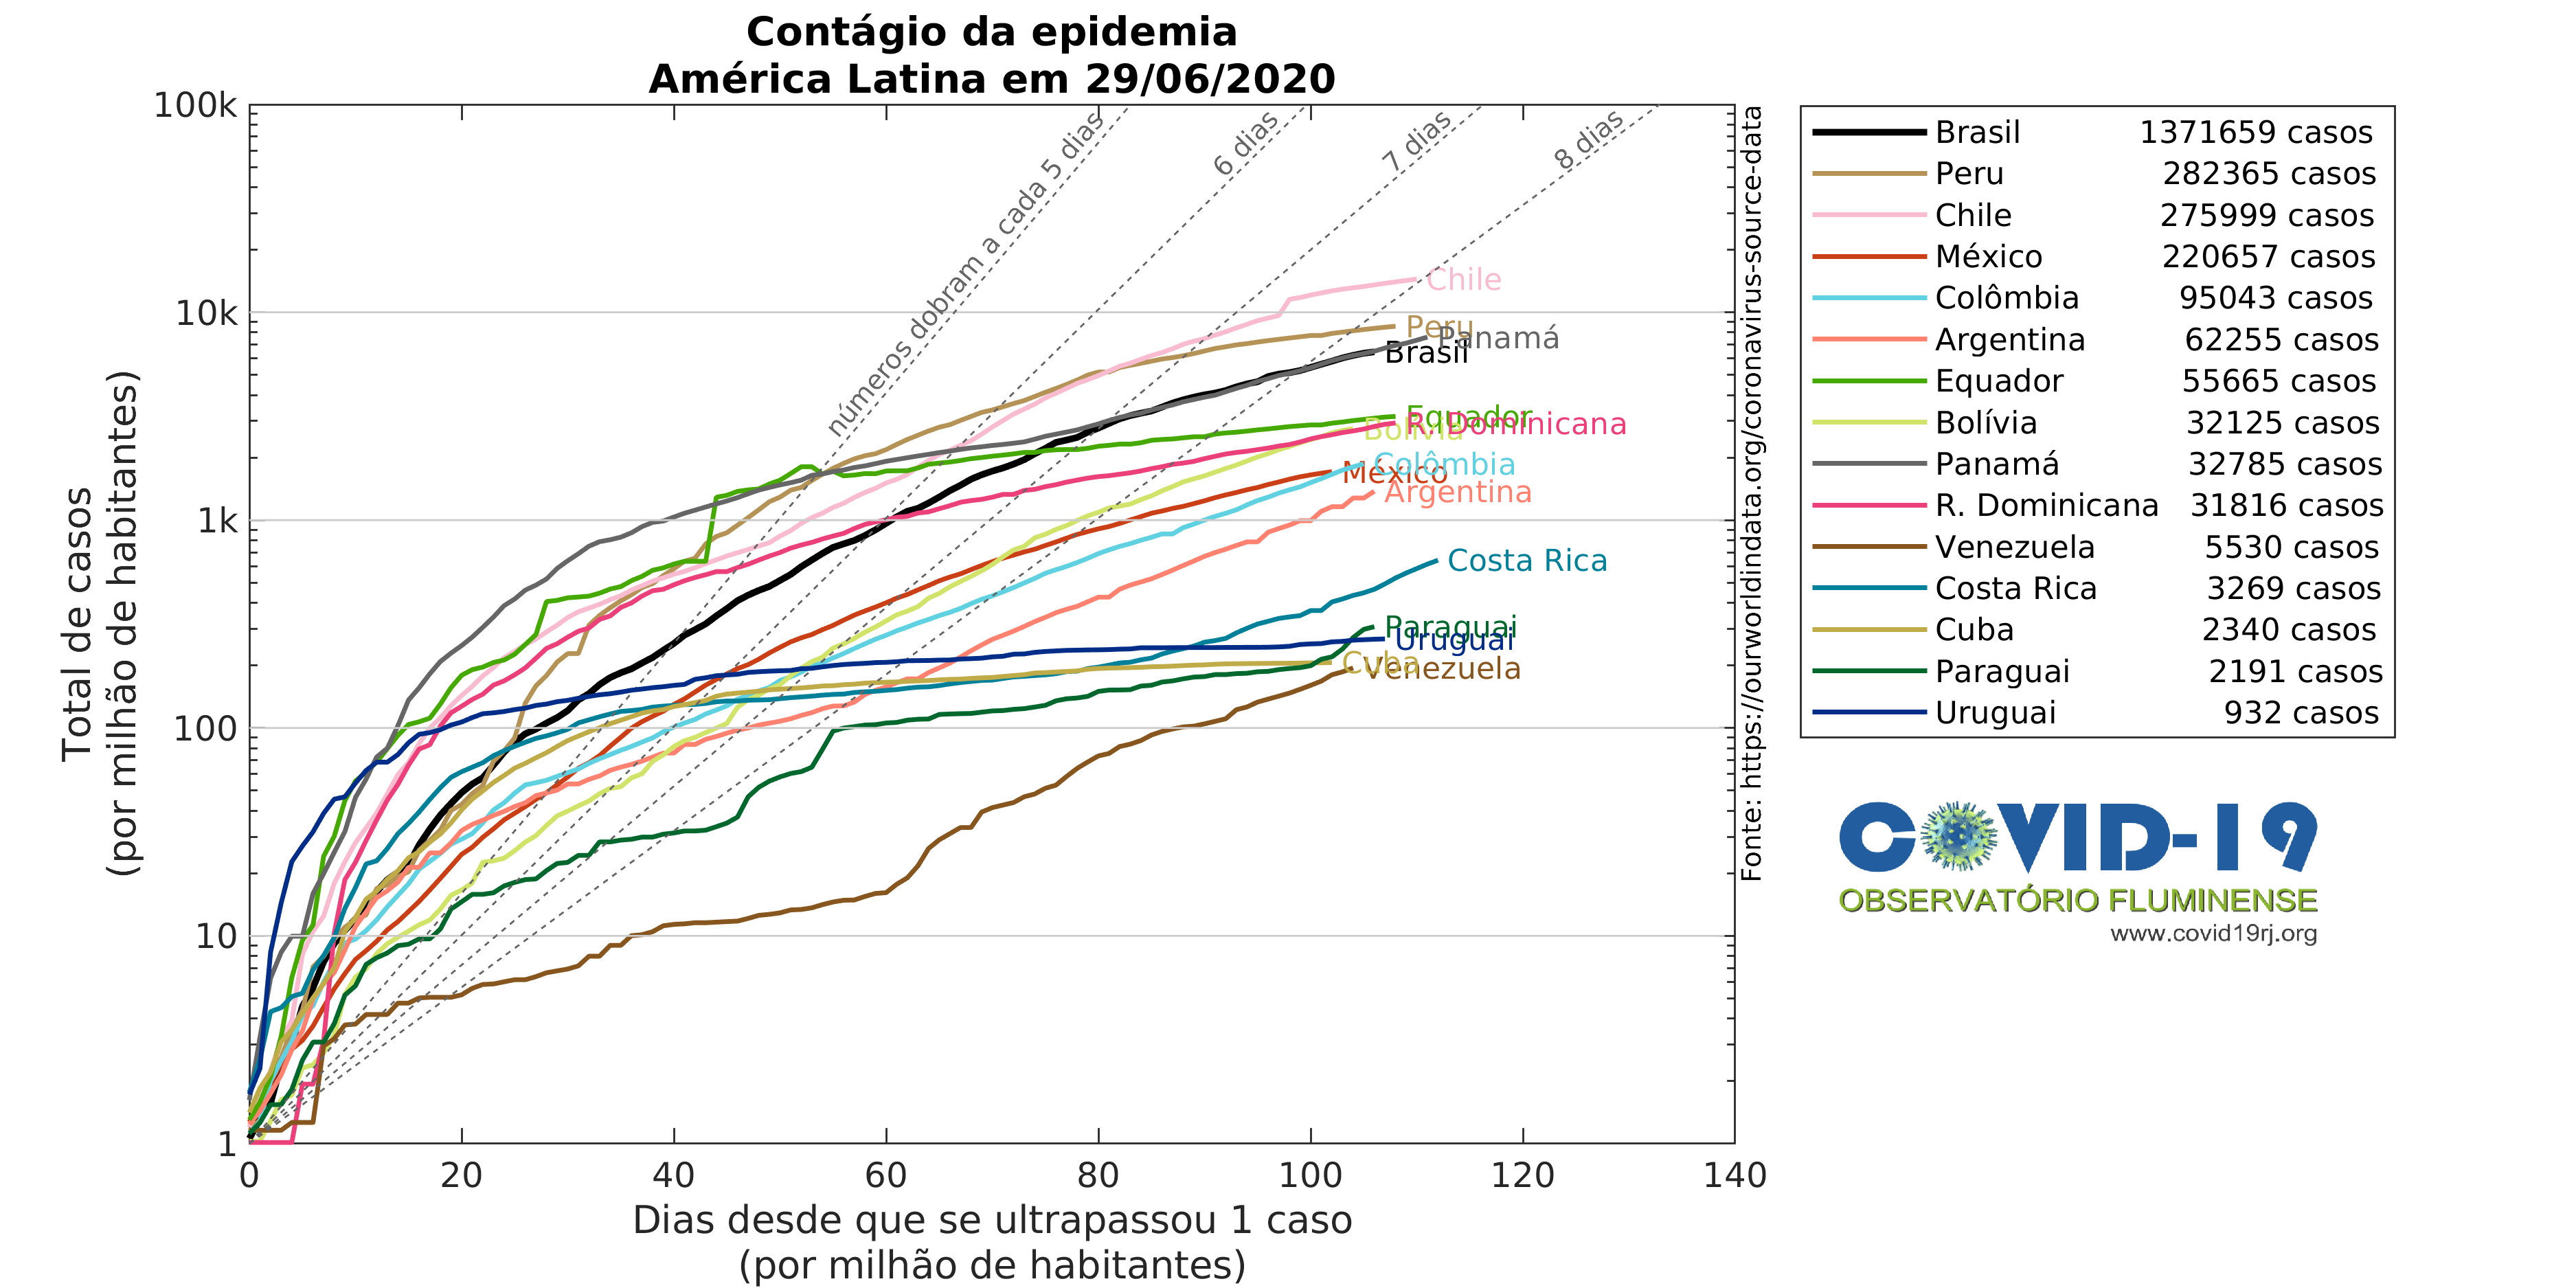 Contágio da epidemia
América Latina em 29/06/2020
Total de casos
(por milhão de habitantes)
100k
10k
1k
100
10
1
0 20 40 60 80 100 120 140
Dias desde que se ultrapassou 1 caso
(por milhão de habitantes)
números dobram a cada 5 dias
6 dias
7 dias
8 dias
Chile
Peru
Panamá
Brasil
Equador
R. Dominicana
Bolívia
Colômbia
México
Argentina
Costa Rica
Paraguai
Uruguai
Cuba
Venezuela
Fonte: https://ourworldindata.org/coronavirus-source-data
Brasil 1371659 casos
Peru 282365 casos
Chile 275999 casos
México 220657 casos
Colômbia 95043 casos
Argentina 62255 casos
Equador 55665 casos
Bolívia 32125 casos
Panamá 32785 casos
R. Dominicana 31816 casos
Venezuela 5530 casos
Costa Rica 3269 casos
Cuba 2340 casos
Paraguai 2191 casos
Uruguai 932 casos
COVID-19
OBSERVATÓRIO FLUMINENSE
www.covid19rj.org